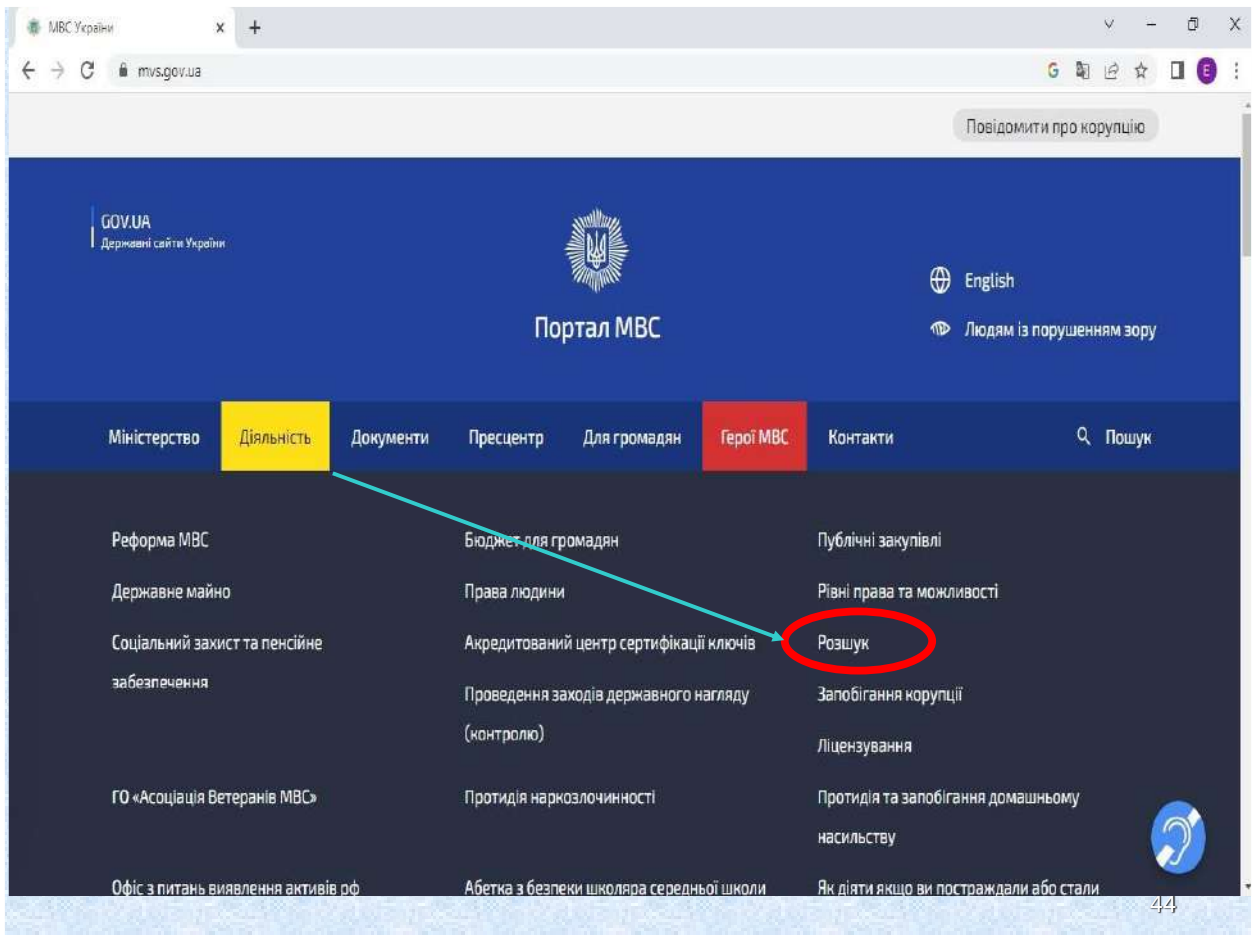 МВС України
mvs.gov.ua
G
E
Повідомити про корупцію
GOV.UA
Державні сайти України
Портал МВС
English
Людям із порушенням зору
Міністерство Діяльність Документи Пресцентр Для громадян Герої МВС Контакти Пошук
Реформа МВС
Бюджет для громадян
Публічні закупівлі
Державне майно
Права людини
Рівні права та можливості
Соціальний захист та пенсійне
забезпечення
Акредитований центр сертифікації ключів
Розшук
Проведення заходів державного нагляду
(контролю)
Запобігання корупції
Ліцензування
ГО «Асоціація Ветеранів МВС»
Протидія наркозлочинності
Протидія та запобігання домашньому
насильству
Офіс з питань виявлення активів рф
Абетка з безпеки школяра середньої школи
Як діяти якщо ви постраждали або стали
44